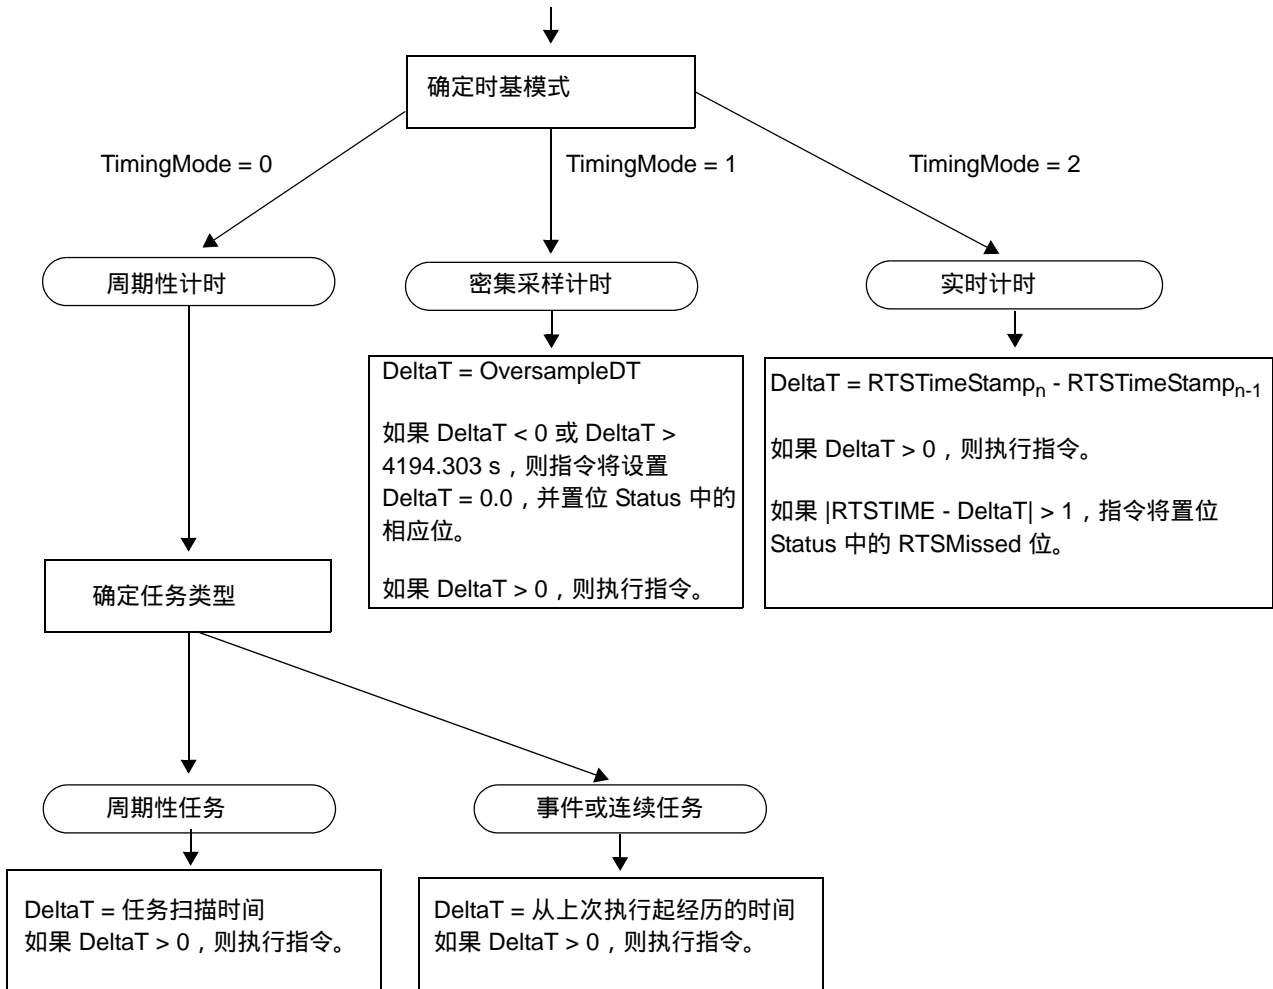 确定时基模式
TimingMode = 0
TimingMode = 1
TimingMode = 2
周期性计时
密集采样计时
实时计时
DeltaT = OversampleDT
如果 DeltaT < 0 或 DeltaT >
4194.303 s，则指令将设置
DeltaT = 0.0，并置位 Status 中的
相应位。
如果 DeltaT > 0，则执行指令。
DeltaT = RTSTimeStampn - RTSTimeStampn-1
如果 DeltaT > 0，则执行指令。
如果 |RTSTIME - DeltaT| > 1，指令将置位
Status 中的 RTSMissed 位。
确定任务类型
周期性任务
事件或连续任务
DeltaT = 任务扫描时间
如果 DeltaT > 0，则执行指令。
DeltaT = 从上次执行起经历的时间
如果 DeltaT > 0，则执行指令。